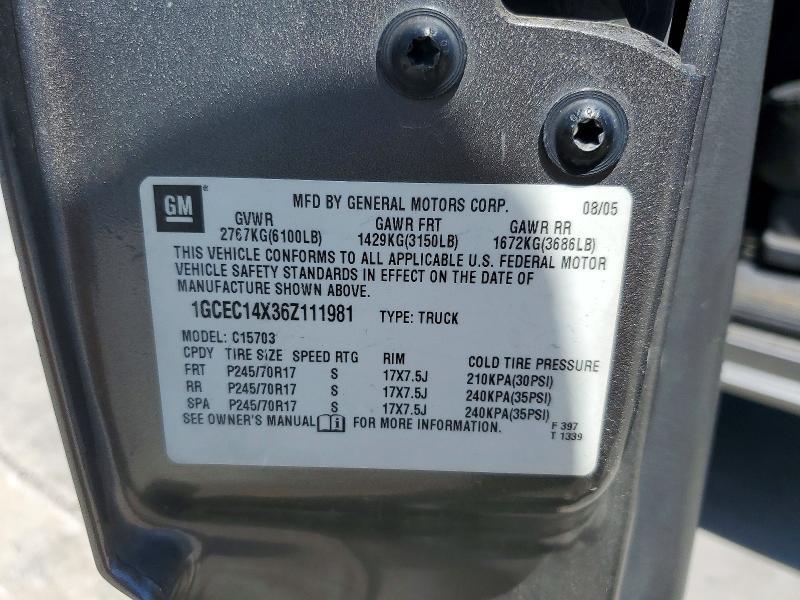 GM ® MFD BY GENERAL MOTORS CORP. 08/05
GVWR GAWR FRT GAWR RR
2767KG(6100LB) 1429KG(3150LB) 1672KG(3686LB)
THIS VEHICLE CONFORMS TO ALL APPLICABLE U.S. FEDERAL MOTOR
VEHICLE SAFETY STANDARDS IN EFFECT ON THE DATE OF
MANUFACTURE SHOWN ABOVE.
1GCEC14X36Z111981 TYPE: TRUCK
MODEL: C15703
CPDY TIRE SIZE SPEED RTG RIM COLD TIRE PRESSURE
FRT P245/70R17 S 17X7.5J 210KPA(30PSI)
RR P245/70R17 S 17X7.5J 240KPA(35PSI)
SPA P245/70R17 S 17X7.5J 240KPA(35PSI)
SEE OWNER'S MANUAL FOR MORE INFORMATION. F 397
T 1339